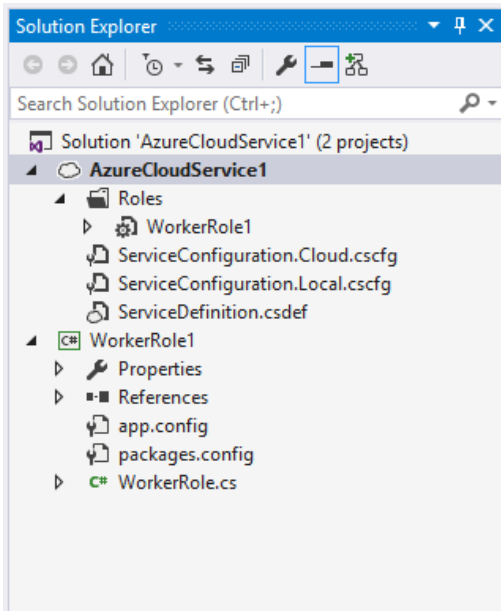 Solution Explorer
Search Solution Explorer (Ctrl+;)
Solution 'AzureCloudService1' (2 projects)
AzureCloudService1
Roles
WorkerRole1
ServiceConfiguration.Cloud.cscfg
ServiceConfiguration.Local.cscfg
ServiceDefinition.csdef
C# WorkerRole1
Properties
References
app.config
packages.config
C# WorkerRole.cs